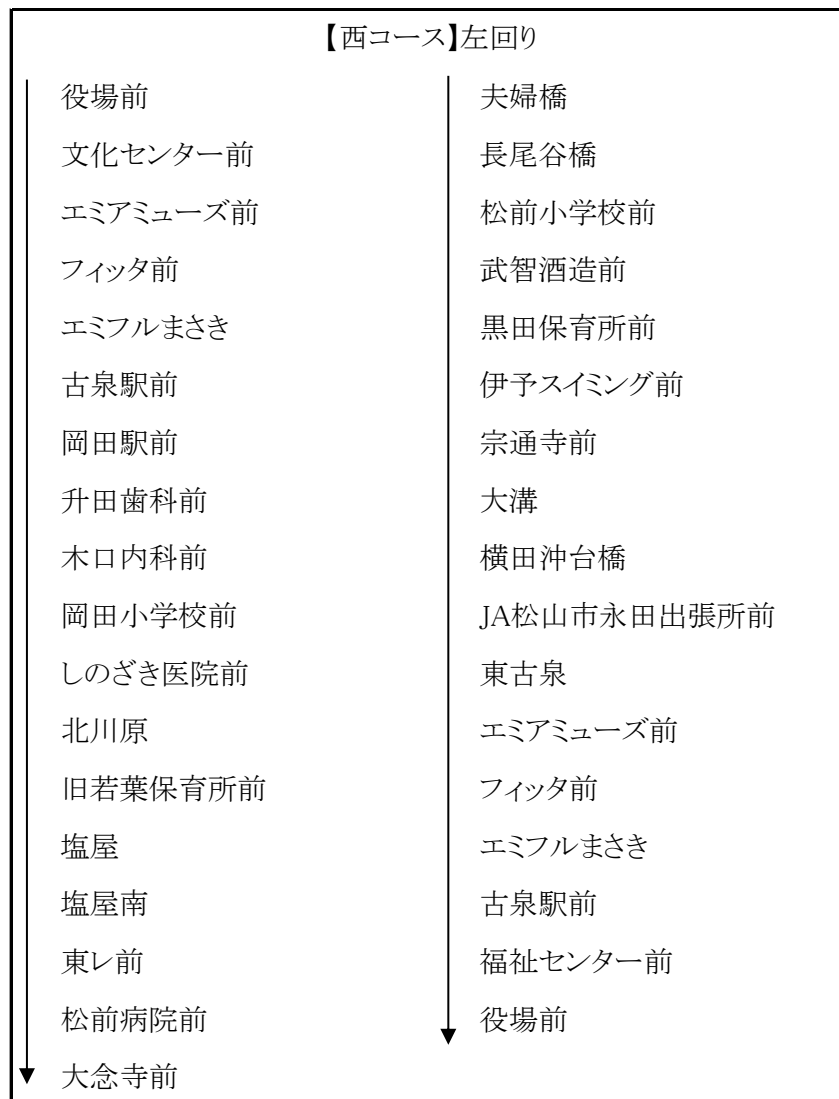 【西コース】左回り
役場前
文化センター前
エミアミューズ前
フィッタ前
エミフルまさき
古泉駅前
岡田駅前
升田歯科前
木口内科前
岡田小学校前
しのざき医院前
北川原
旧若葉保育所前
塩屋
塩屋南
東レ前
松前病院前
大念寺前
夫婦橋
長尾谷橋
松前小学校前
武智酒造前
黒田保育所前
伊予スイミング前
宗通寺前
大溝
横田沖台橋
JA松山市永田出張所前
東古泉
エミアミューズ前
フィッタ前
エミフルまさき
古泉駅前
福祉センター前
役場前